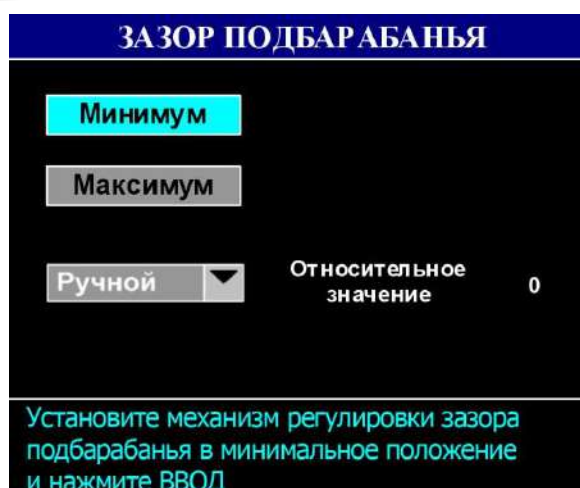 ЗАЗОР ПОДБАРАБАНЬЯ
Минимум
Максимум
Ручной
Относительное
значение
0
Установите механизм регулировки зазора
подбарабанья в минимальное положение
и нажмите ВВОД